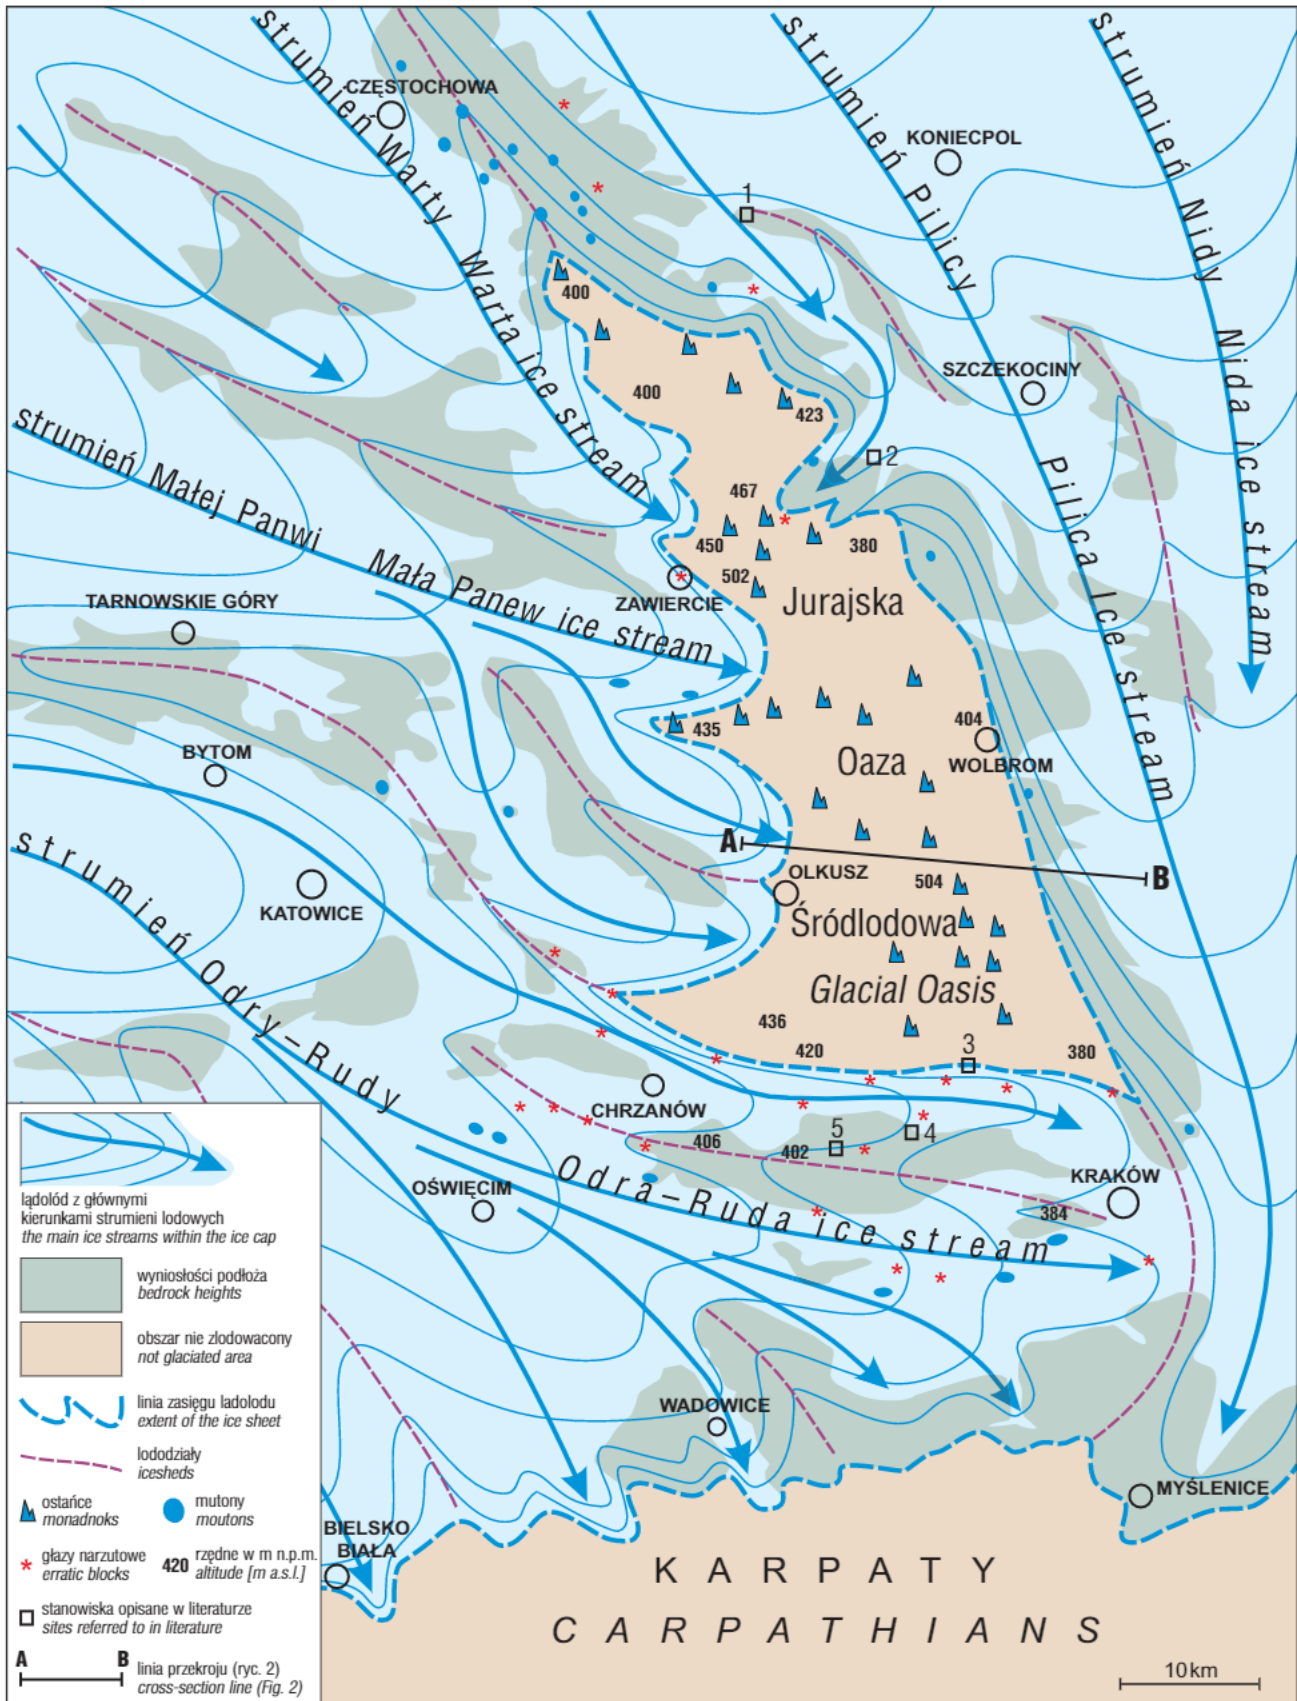 strumień Warty
Warta ice stream
strumień Pilicy
Pilica Ice stream
strumień Nidy
Nida ice stream
CZĘSTOCHOWA
KONIECPOL
1
400
SZCZEKOCINY
400
423
strumień Małej Panwi
Mała Panew ice stream
2
467
450
380
502
ZAWIERCIE
Jurajska
TARNOWSKIE GÓRY
435
404
BYTOM
Oaza
WOLBROM
A
B
OLKUSZ
504
KATOWICE
Śródlodowa
Glacial Oasis
strumień Odry–Rudy
Odra–Ruda ice stream
436
420
3
380
CHRZANÓW
406
5
402
4
OŚWIĘCIM
KRAKÓW
384
WADOWICE
MYŚLENICE
BIELSKO
BIAŁA
KARPATY
CARPATHIANS
10 km
lądolód z głównymi
kierunkami strumieni lodowych
the main ice streams within the ice cap
wyniosłości podłoża
bedrock heights
obszar nie zlodowacony
not glaciated area
linia zasięgu ladolodu
extent of the ice sheet
lododziały
icesheds
ostańce
monadnoks
mutony
moutons
głazy narzutowe
erratic blocks
420 rzędne w m n.p.m.
altitude [m a.s.l.]
stanowiska opisane w literaturze
sites referred to in literature
A B linia przekroju (ryc. 2)
cross-section line (Fig. 2)